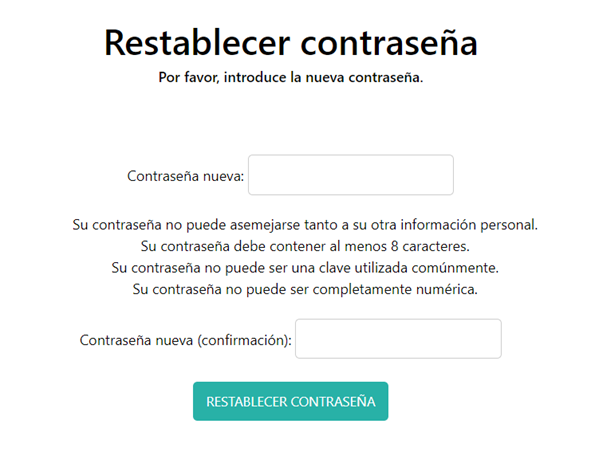 Restablecer contraseña
Por favor, introduce la nueva contraseña.
Contraseña nueva:
Su contraseña no puede asemejarse tanto a su otra información personal.
Su contraseña debe contener al menos 8 caracteres.
Su contraseña no puede ser una clave utilizada comúnmente.
Su contraseña no puede ser completamente numérica.
Contraseña nueva (confirmación):
RESTABLECER CONTRASEÑA